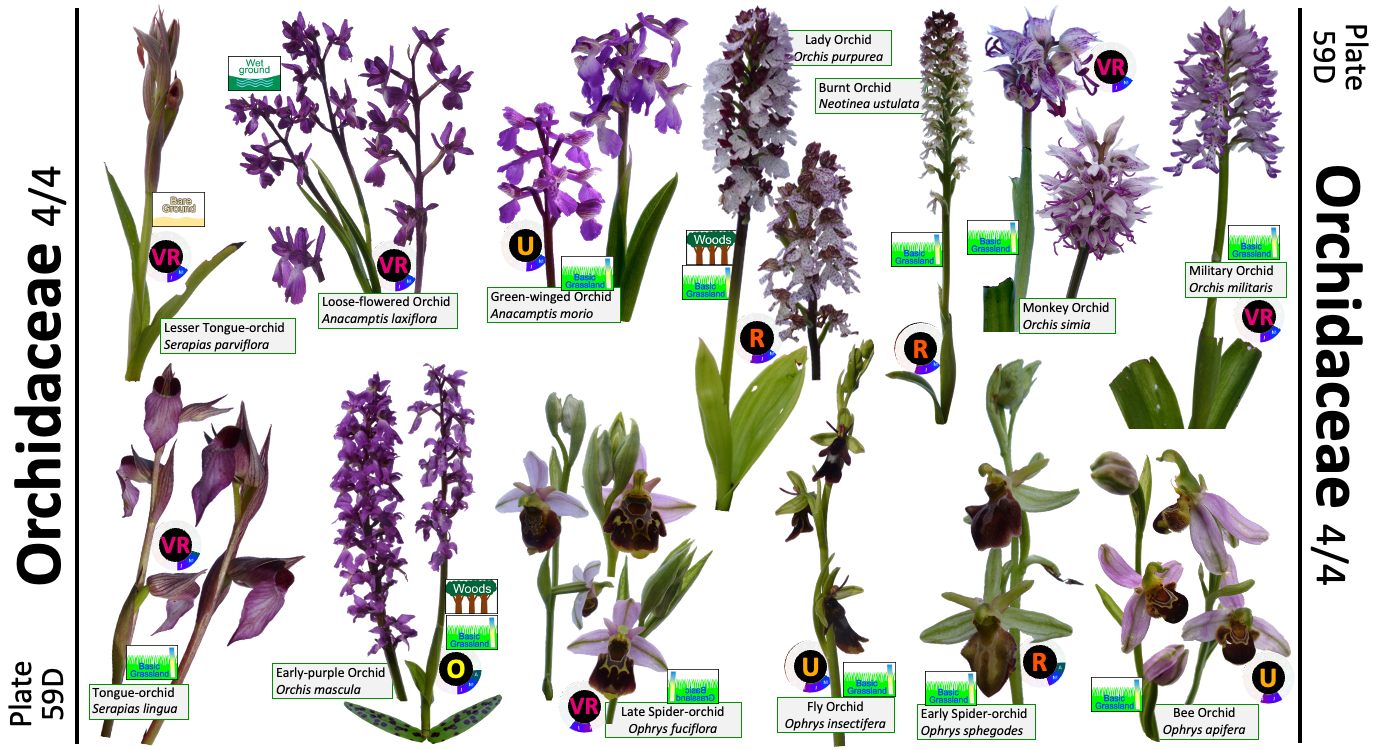 Orchidaceae 4/4
Plate
59D
Wet
ground
Bare
Ground
VR
Lesser Tongue-orchid
Serapias parviflora
VR
Loose-flowered Orchid
Anacamptis laxiflora
U
Basic
Grassland
Green-winged Orchid
Anacamptis morio
Lady Orchid
Orchis purpurea
Woods
Basic
Grassland
R
Burnt Orchid
Neotinea ustulata
Basic
Grassland
R
VR
Basic
Grassland
Monkey Orchid
Orchis simia
Basic
Grassland
Military Orchid
Orchis militaris
VR
VR
Basic
Grassland
Tongue-orchid
Serapias lingua
Woods
Basic
Grassland
O
Early-purple Orchid
Orchis mascula
VR
Basic
Grassland
Late Spider-orchid
Ophrys fuciflora
U
Basic
Grassland
Fly Orchid
Ophrys insectifera
R
Basic
Grassland
Early Spider-orchid
Ophrys sphegodes
Basic
Grassland
U
Bee Orchid
Ophrys apifera
Plate
59D
Orchidaceae 4/4